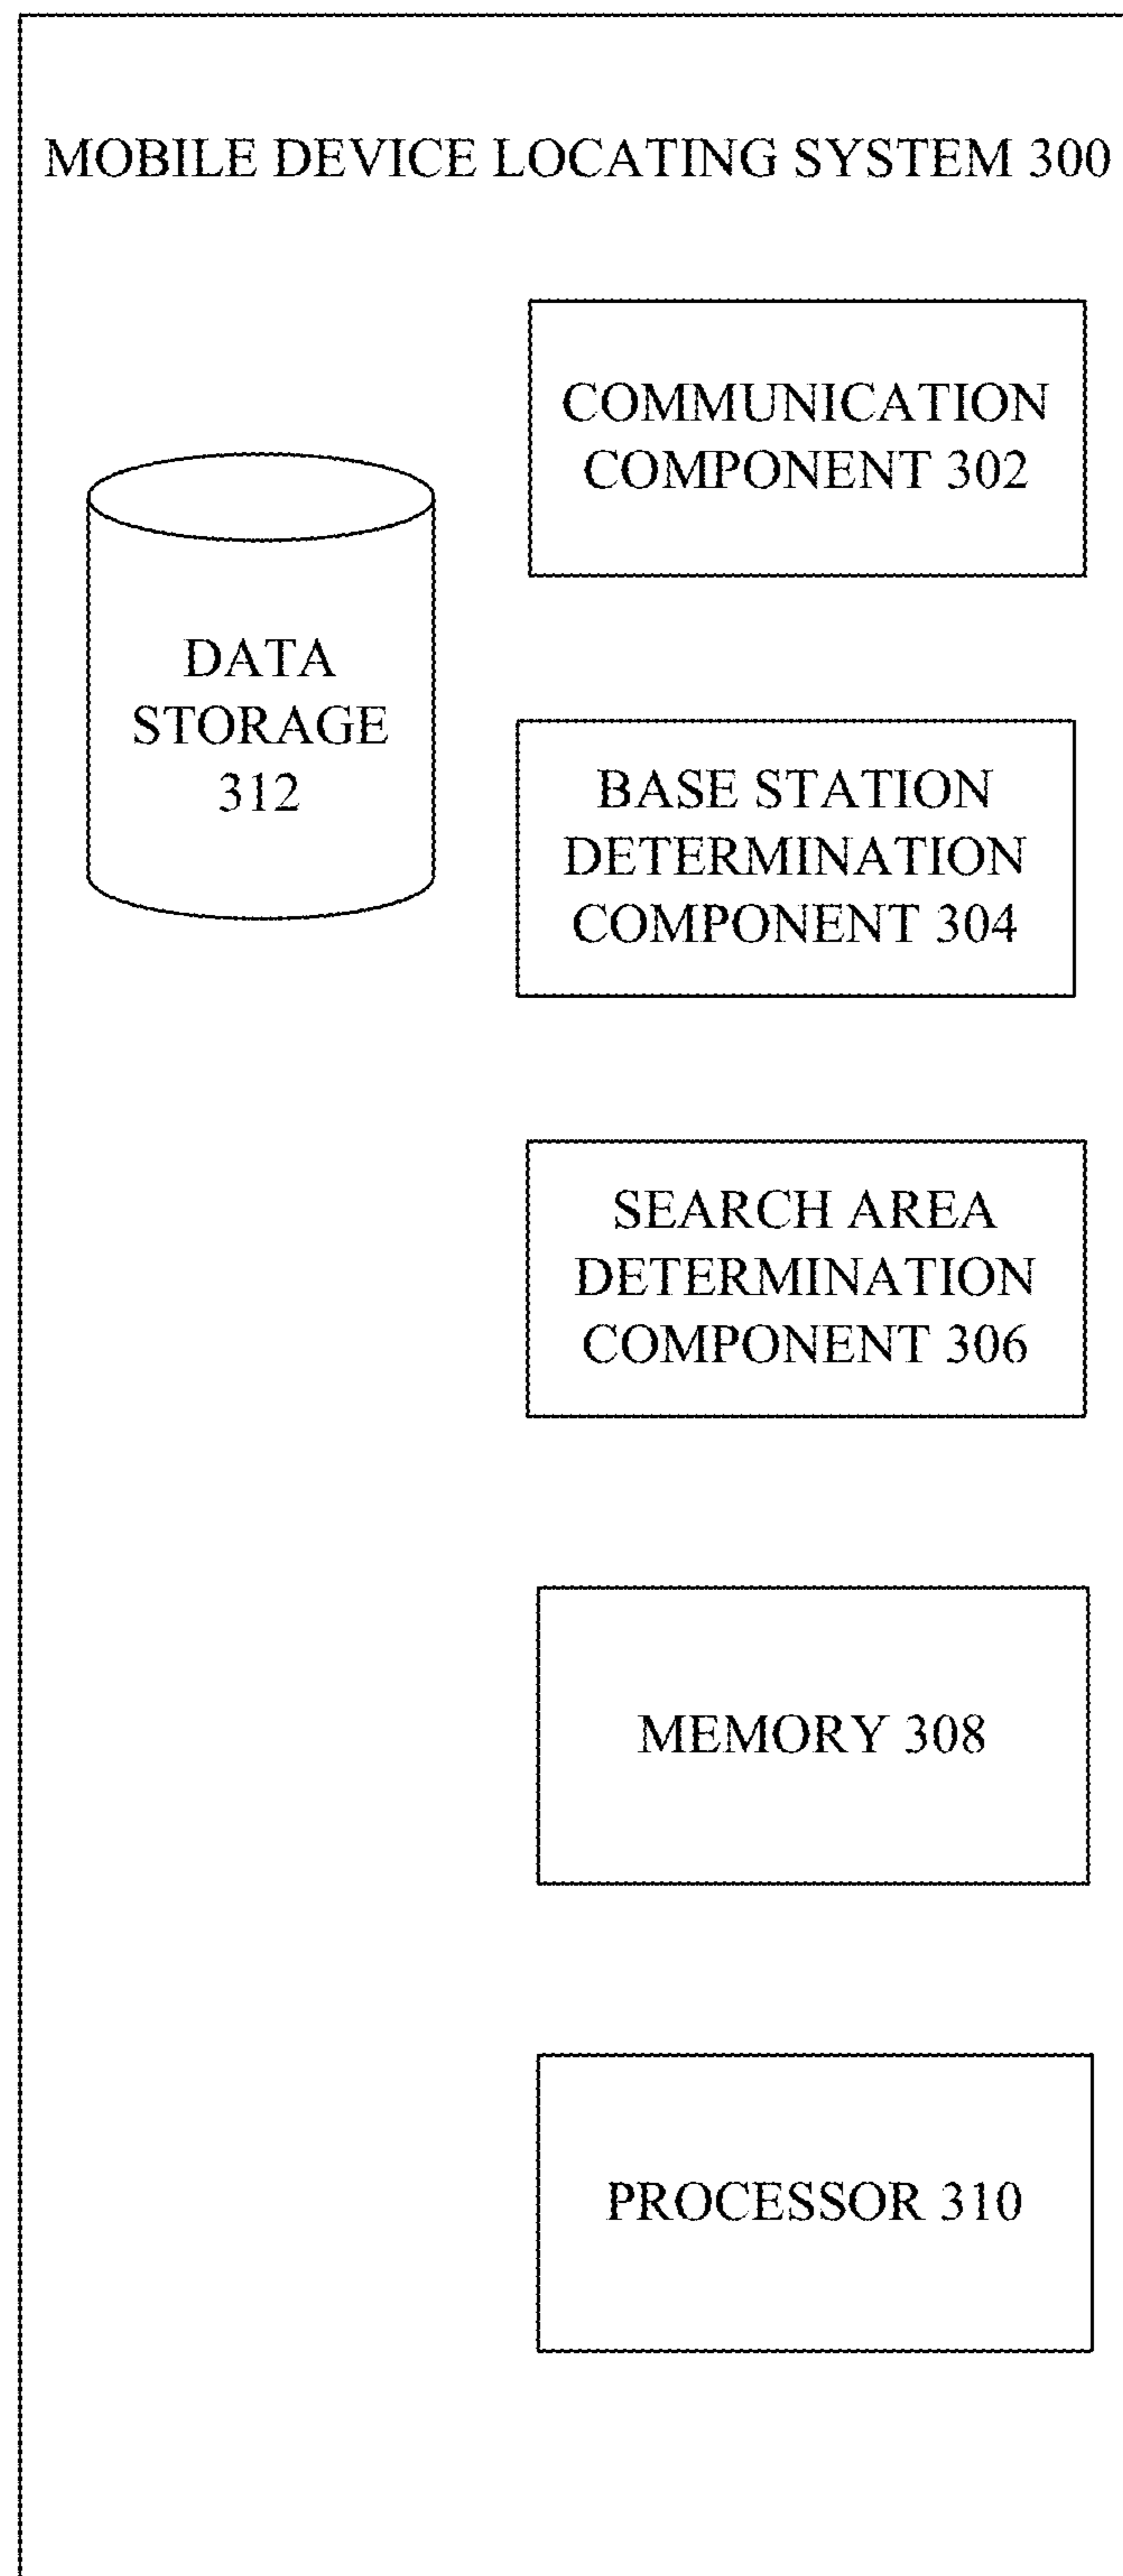 MOBILE DEVICE LOCATING SYSTEM 300
COMMUNICATION
COMPONENT 302
DATA
STORAGE
312
BASE STATION
DETERMINATION
COMPONENT 304
SEARCH AREA
DETERMINATION
COMPONENT 306
MEMORY 308
PROCESSOR 310